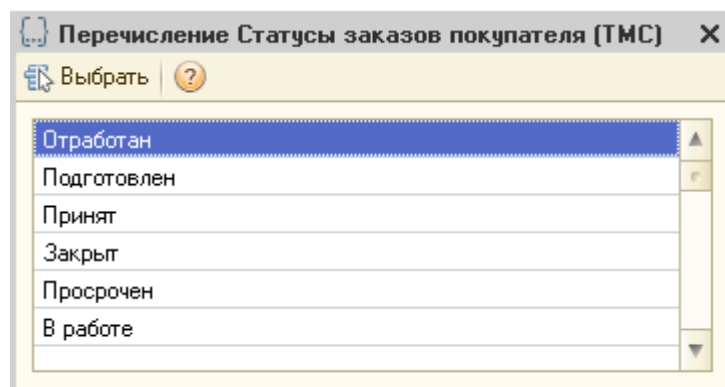 Перечисление Статусы заказов покупателя (ТМС)
Выбрать
Отработан
Подготовлен
Принят
Закрыт
Просрочен
В работе